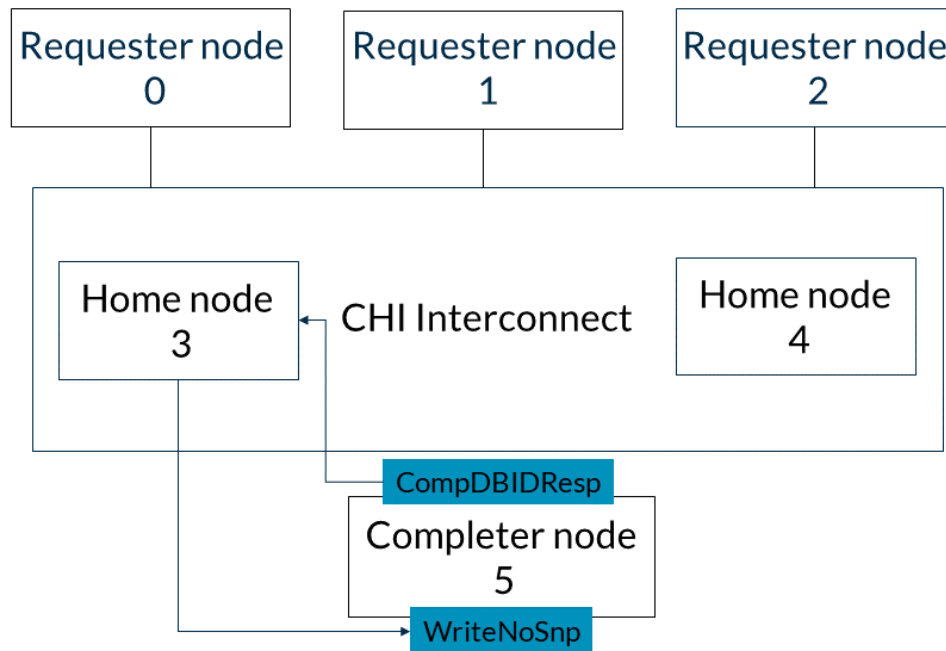 Requester node
0
Requester node
1
Requester node
2
Home node
3
CHI Interconnect
Home node
4
CompDBIDResp
Completer node
5
WriteNoSnp